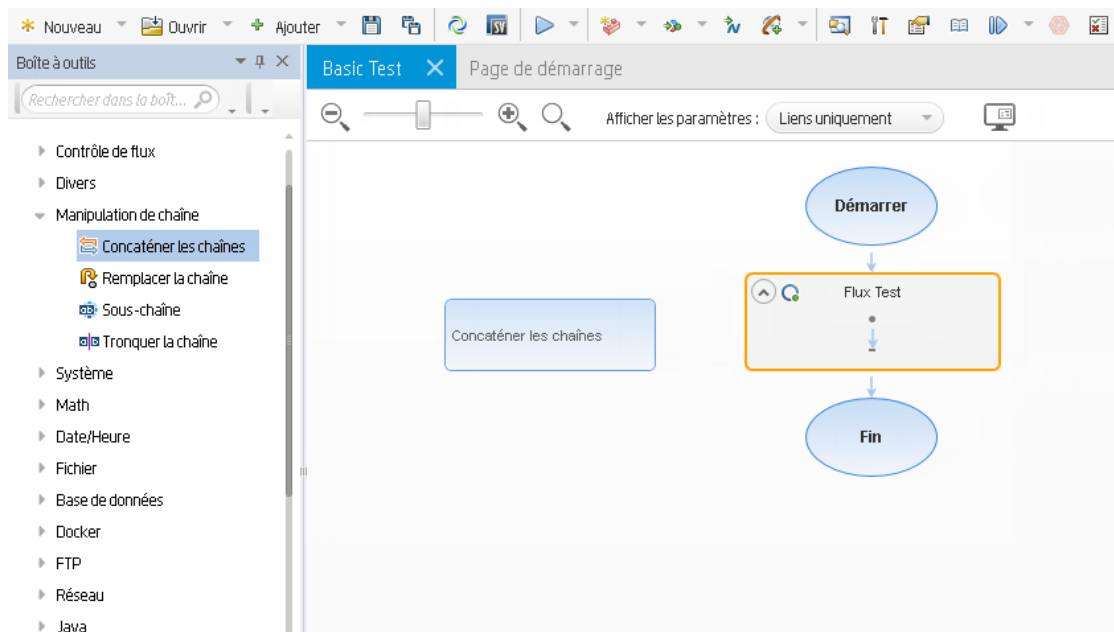 Nouveau Ouvrir Ajouter SV
Boîte à outils
Basic Test Page de démarrage
Rechercher dans la boît...
Afficher les paramètres : Liens uniquement
Contrôle de flux
Divers
Manipulation de chaîne
Concaténer les chaînes
Remplacer la chaîne
Sous-chaîne
Tronquer la chaîne
Système
Math
Date/Heure
Fichier
Base de données
Docker
FTP
Réseau
Java
Démarrer
Flux Test
Concaténer les chaînes
Fin